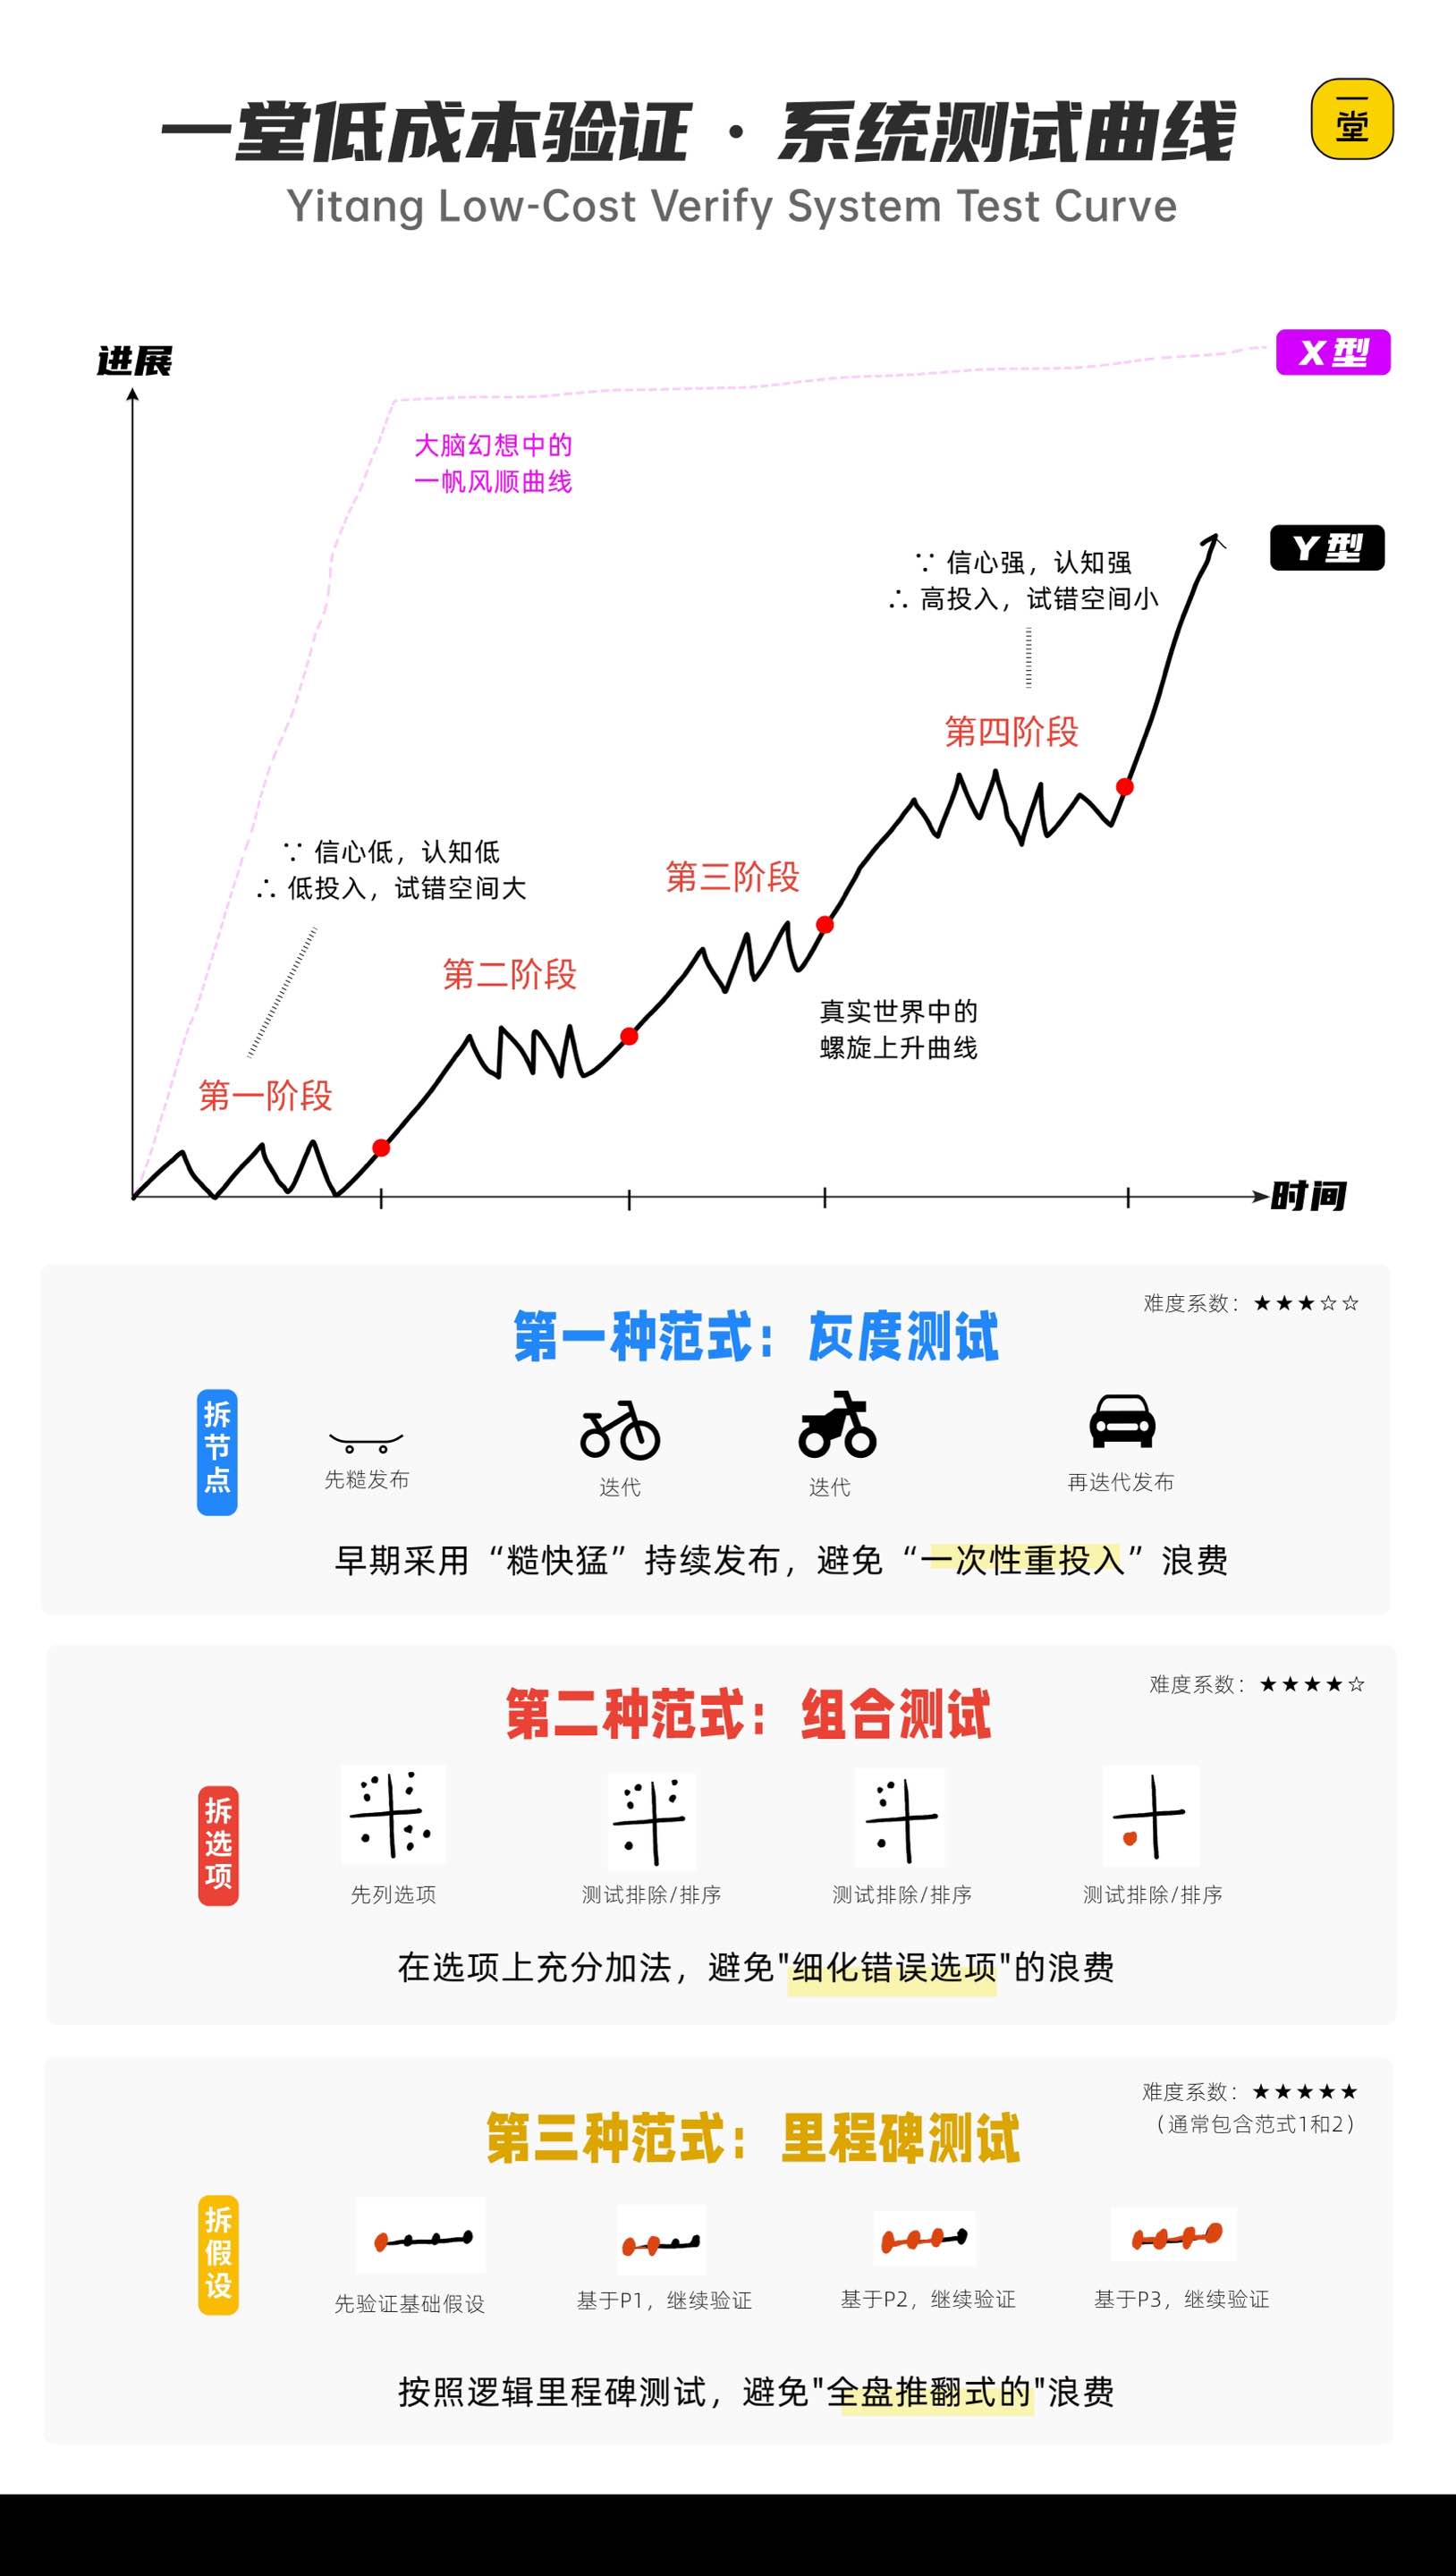 一堂低成本验证 · 系统测试曲线
一堂
Yitang Low-Cost Verify System Test Curve
进展
X型
大脑幻想中的
一帆风顺曲线
Y型
∵ 信心强，认知强
∴ 高投入，试错空间小
第四阶段
∵ 信心低，认知低
∴ 低投入，试错空间大
第三阶段
第二阶段
真实世界中的
螺旋上升曲线
第一阶段
时间
难度系数：★★★☆☆
第一种范式：灰度测试
拆节点
先糙发布
迭代
迭代
再迭代发布
早期采用“糙快猛”持续发布，避免“一次性重投入”浪费
难度系数：★★★★☆
第二种范式：组合测试
拆选项
先列选项
测试排除/排序
测试排除/排序
测试排除/排序
在选项上充分加法，避免"细化错误选项"的浪费
难度系数：★★★★★
（通常包含范式1和2）
第三种范式：里程碑测试
拆假设
先验证基础假设
基于P1，继续验证
基于P2，继续验证
基于P3，继续验证
按照逻辑里程碑测试，避免"全盘推翻式的"浪费